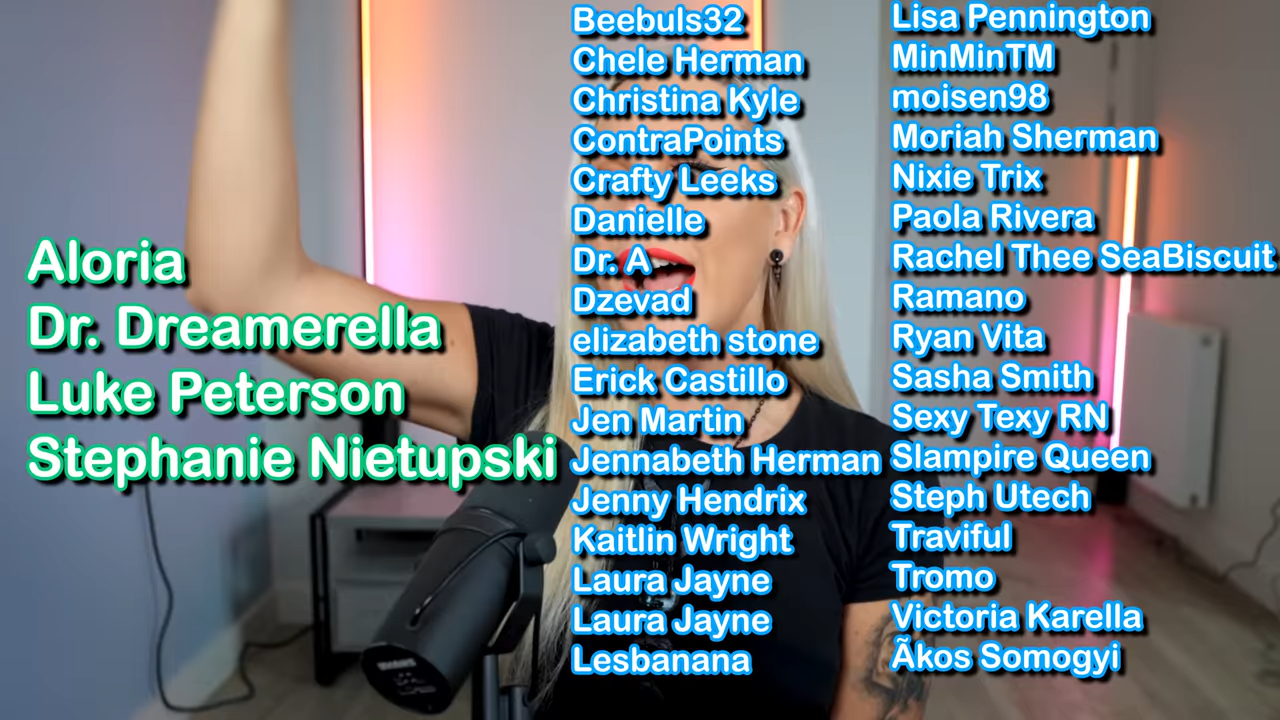 Aloria
Dr. Dreamerella
Luke Peterson
Stephanie Nietupski
Beebuls32
Chele Herman
Christina Kyle
ContraPoints
Crafty Leeks
Danielle
Dr. A
Dzevad
elizabeth stone
Erick Castillo
Jen Martin
Jennabeth Herman
Jenny Hendrix
Kaitlin Wright
Laura Jayne
Laura Jayne
Lesbanana
Lisa Pennington
MinMinTM
moisen98
Moriah Sherman
Nixie Trix
Paola Rivera
Rachel Thee SeaBiscuit
Ramano
Ryan Vita
Sasha Smith
Sexy Texy RN
Slampire Queen
Steph Utech
Traviful
Tromo
Victoria Karella
Ãkos Somogyi